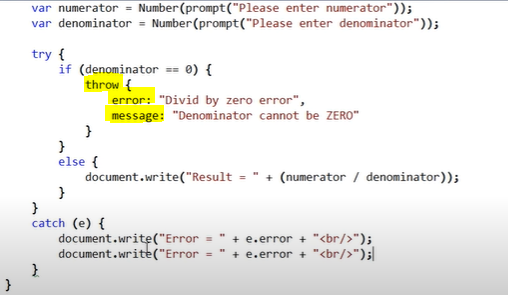 var numerator = Number(prompt("Please enter numerator"));
var denominator = Number(prompt("Please enter denominator"));
try {
if (denominator == 0) {
throw {
error: "Divid by zero error",
message: "Denominator cannot be ZERO"
}
}
else {
document.write("Result = " + (numerator / denominator));
}
}
catch (e) {
document.write("Error = " + e.error + "<br/>");
document.write("Error = " + e.error + "<br/>");
}
}